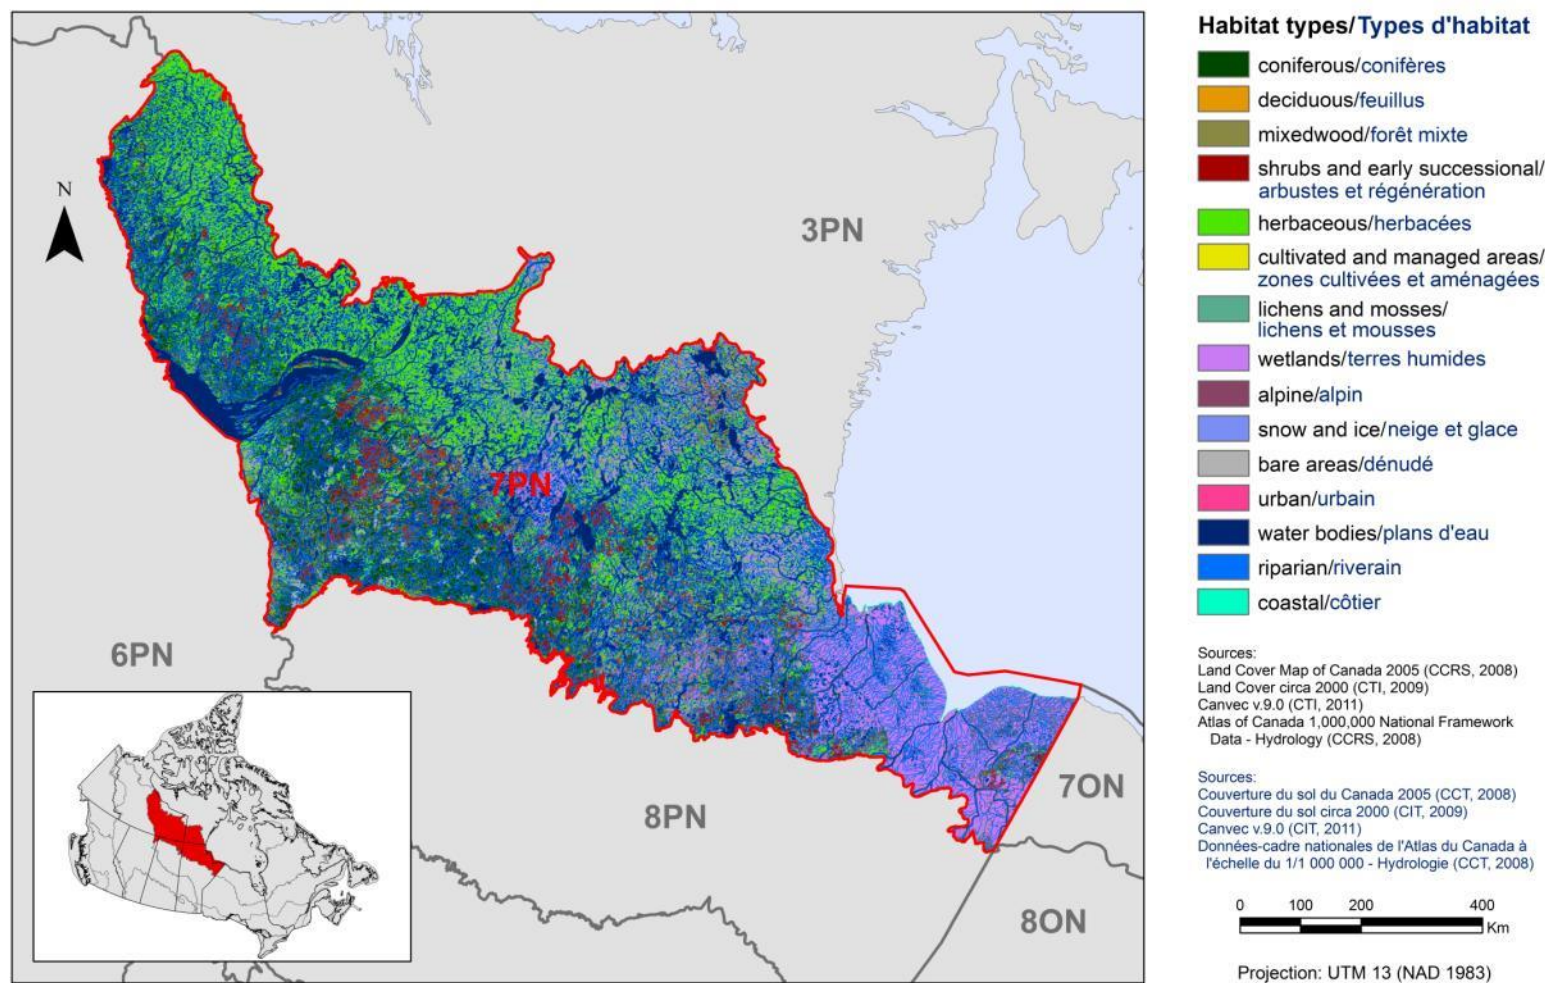 N
3PN
7PN
6PN
8PN
7ON
8ON
Habitat types/Types d'habitat
coniferous/conifères
deciduous/feuillus
mixedwood/forêt mixte
shrubs and early successional/
arbustes et régénération
herbaceous/herbacées
cultivated and managed areas/
zones cultivées et aménagées
lichens and mosses/
lichens et mousses
wetlands/terres humides
alpine/alpin
snow and ice/neige et glace
bare areas/dénudé
urban/urbain
water bodies/plans d'eau
riparian/riverain
coastal/côtier
Sources:
Land Cover Map of Canada 2005 (CCRS, 2008)
Land Cover circa 2000 (CTI, 2009)
Canvec v.9.0 (CTI, 2011)
Atlas of Canada 1,000,000 National Framework
Data - Hydrology (CCRS, 2008)
Sources:
Couverture du sol du Canada 2005 (CCT, 2008)
Couverture du sol circa 2000 (CIT, 2009)
Canvec v.9.0 (CIT, 2011)
Données-cadre nationales de l'Atlas du Canada à
l'échelle du 1/1 000 000 - Hydrologie (CCT, 2008)
0 100 200 400
Km
Projection: UTM 13 (NAD 1983)